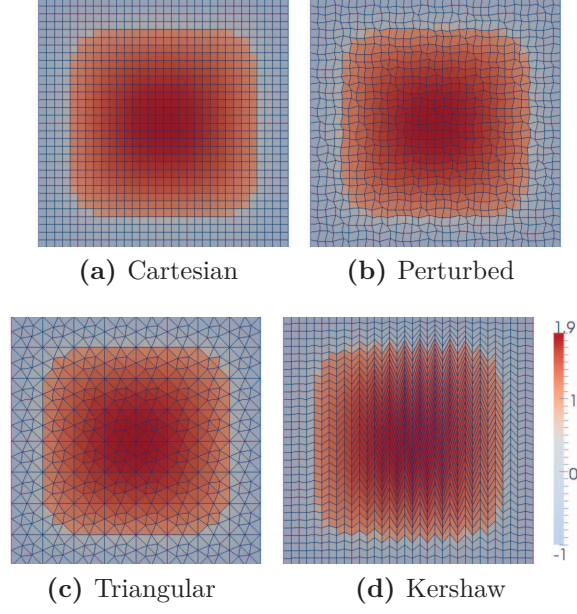 (a) Cartesian
(b) Perturbed
1.9
1
0
-1
(c) Triangular
(d) Kershaw